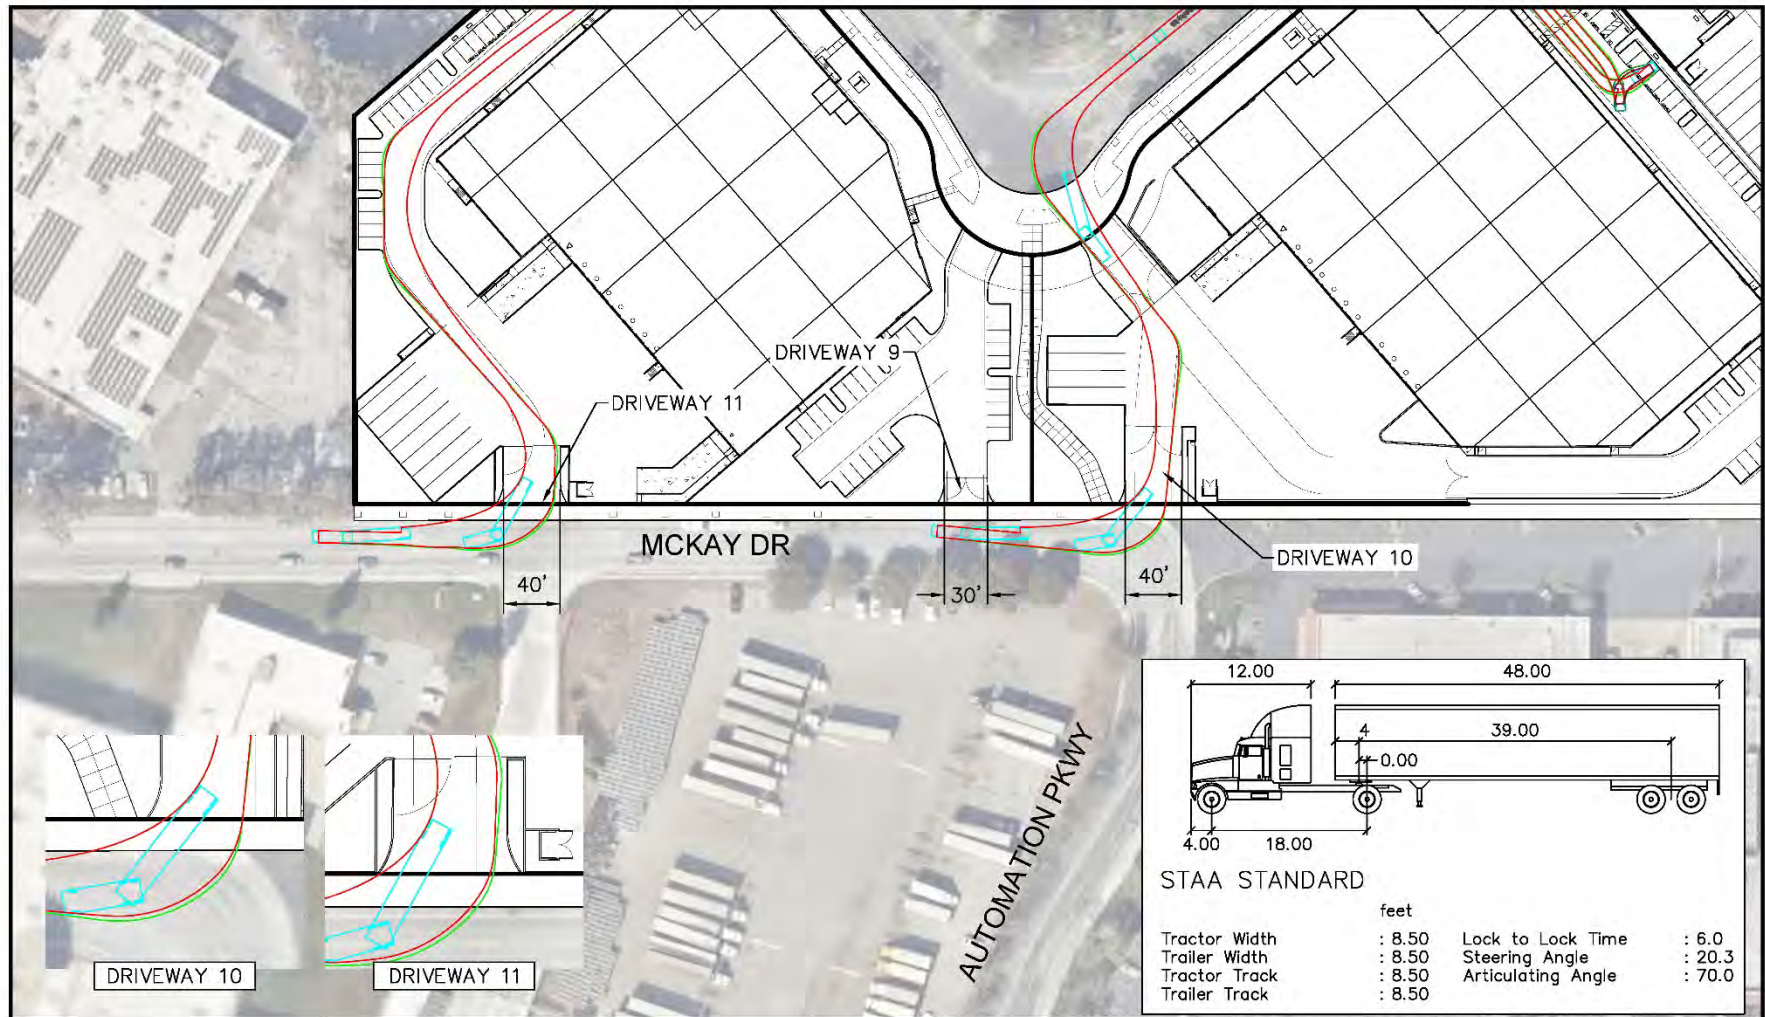 T
T
DRIVEWAY 9
DRIVEWAY 11
MCKAY DR
DRIVEWAY 10
40'
30'
40'
AUTOMATION PKWY
DRIVEWAY 10
DRIVEWAY 11
12.00
48.00
4
39.00
0.00
4.00
18.00
STAA STANDARD
feet
Tractor Width : 8.50 Lock to Lock Time : 6.0
Trailer Width : 8.50 Steering Angle : 20.3
Tractor Track : 8.50 Articulating Angle : 70.0
Trailer Track : 8.50